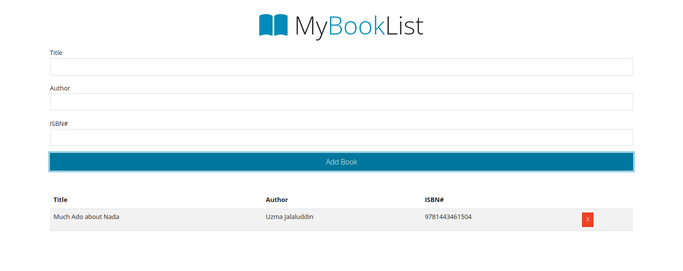 MyBookList
Title
Author
ISBN#
Add Book
Title Author ISBN#
Much Ado about Nada Uzma Jalaluddin 9781443461504 X